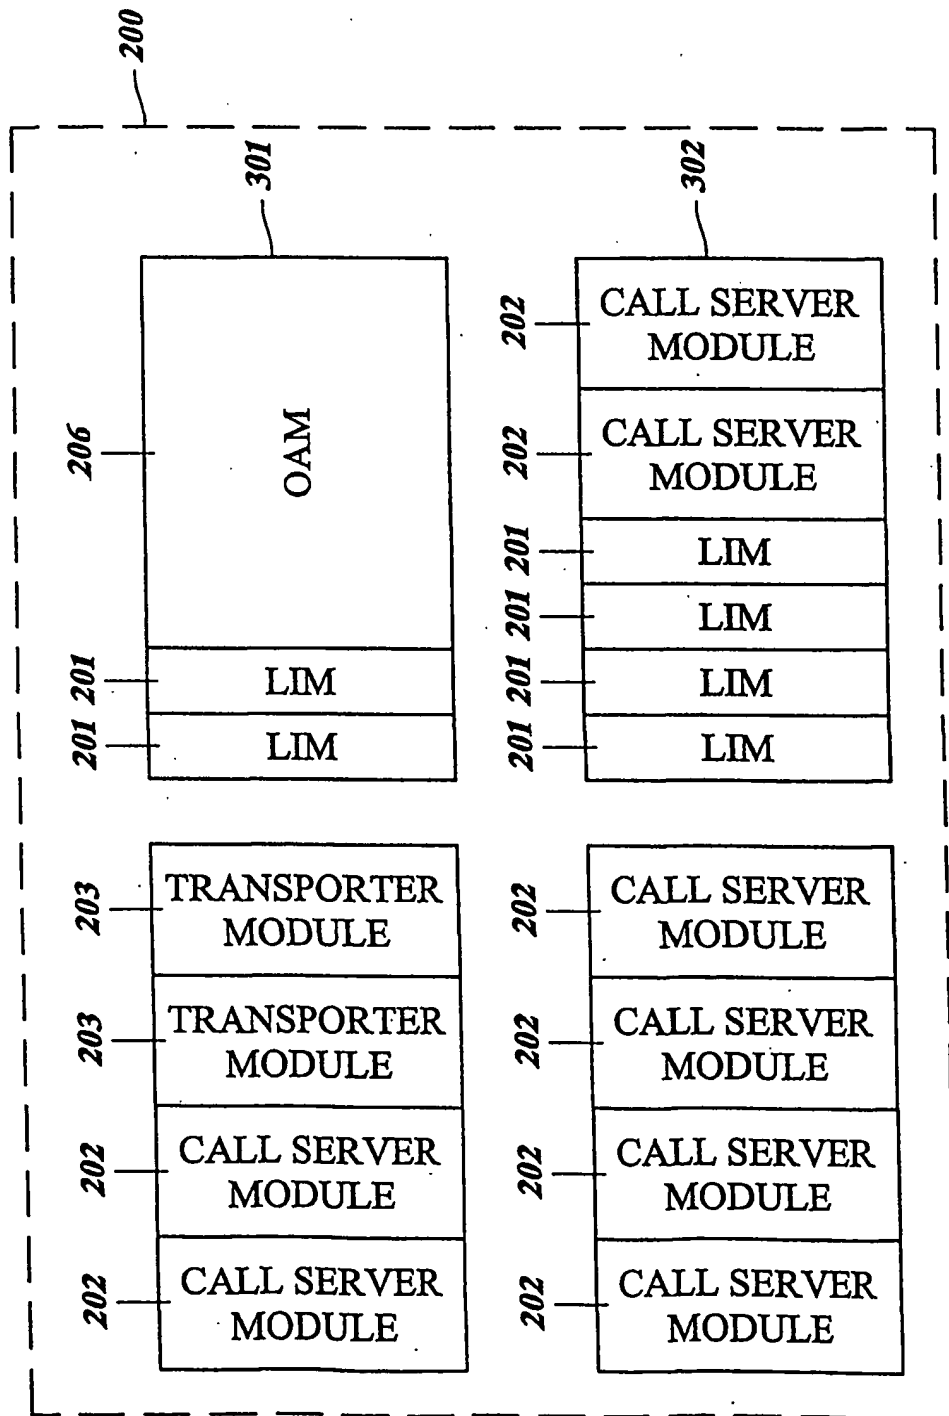 200
301
302
206
OAM
201
LIM
201
LIM
202
CALL SERVER
MODULE
202
CALL SERVER
MODULE
201
LIM
201
LIM
201
LIM
201
LIM
203
TRANSPORTER
MODULE
203
TRANSPORTER
MODULE
202
CALL SERVER
MODULE
202
CALL SERVER
MODULE
202
CALL SERVER
MODULE
202
CALL SERVER
MODULE
202
CALL SERVER
MODULE
202
CALL SERVER
MODULE